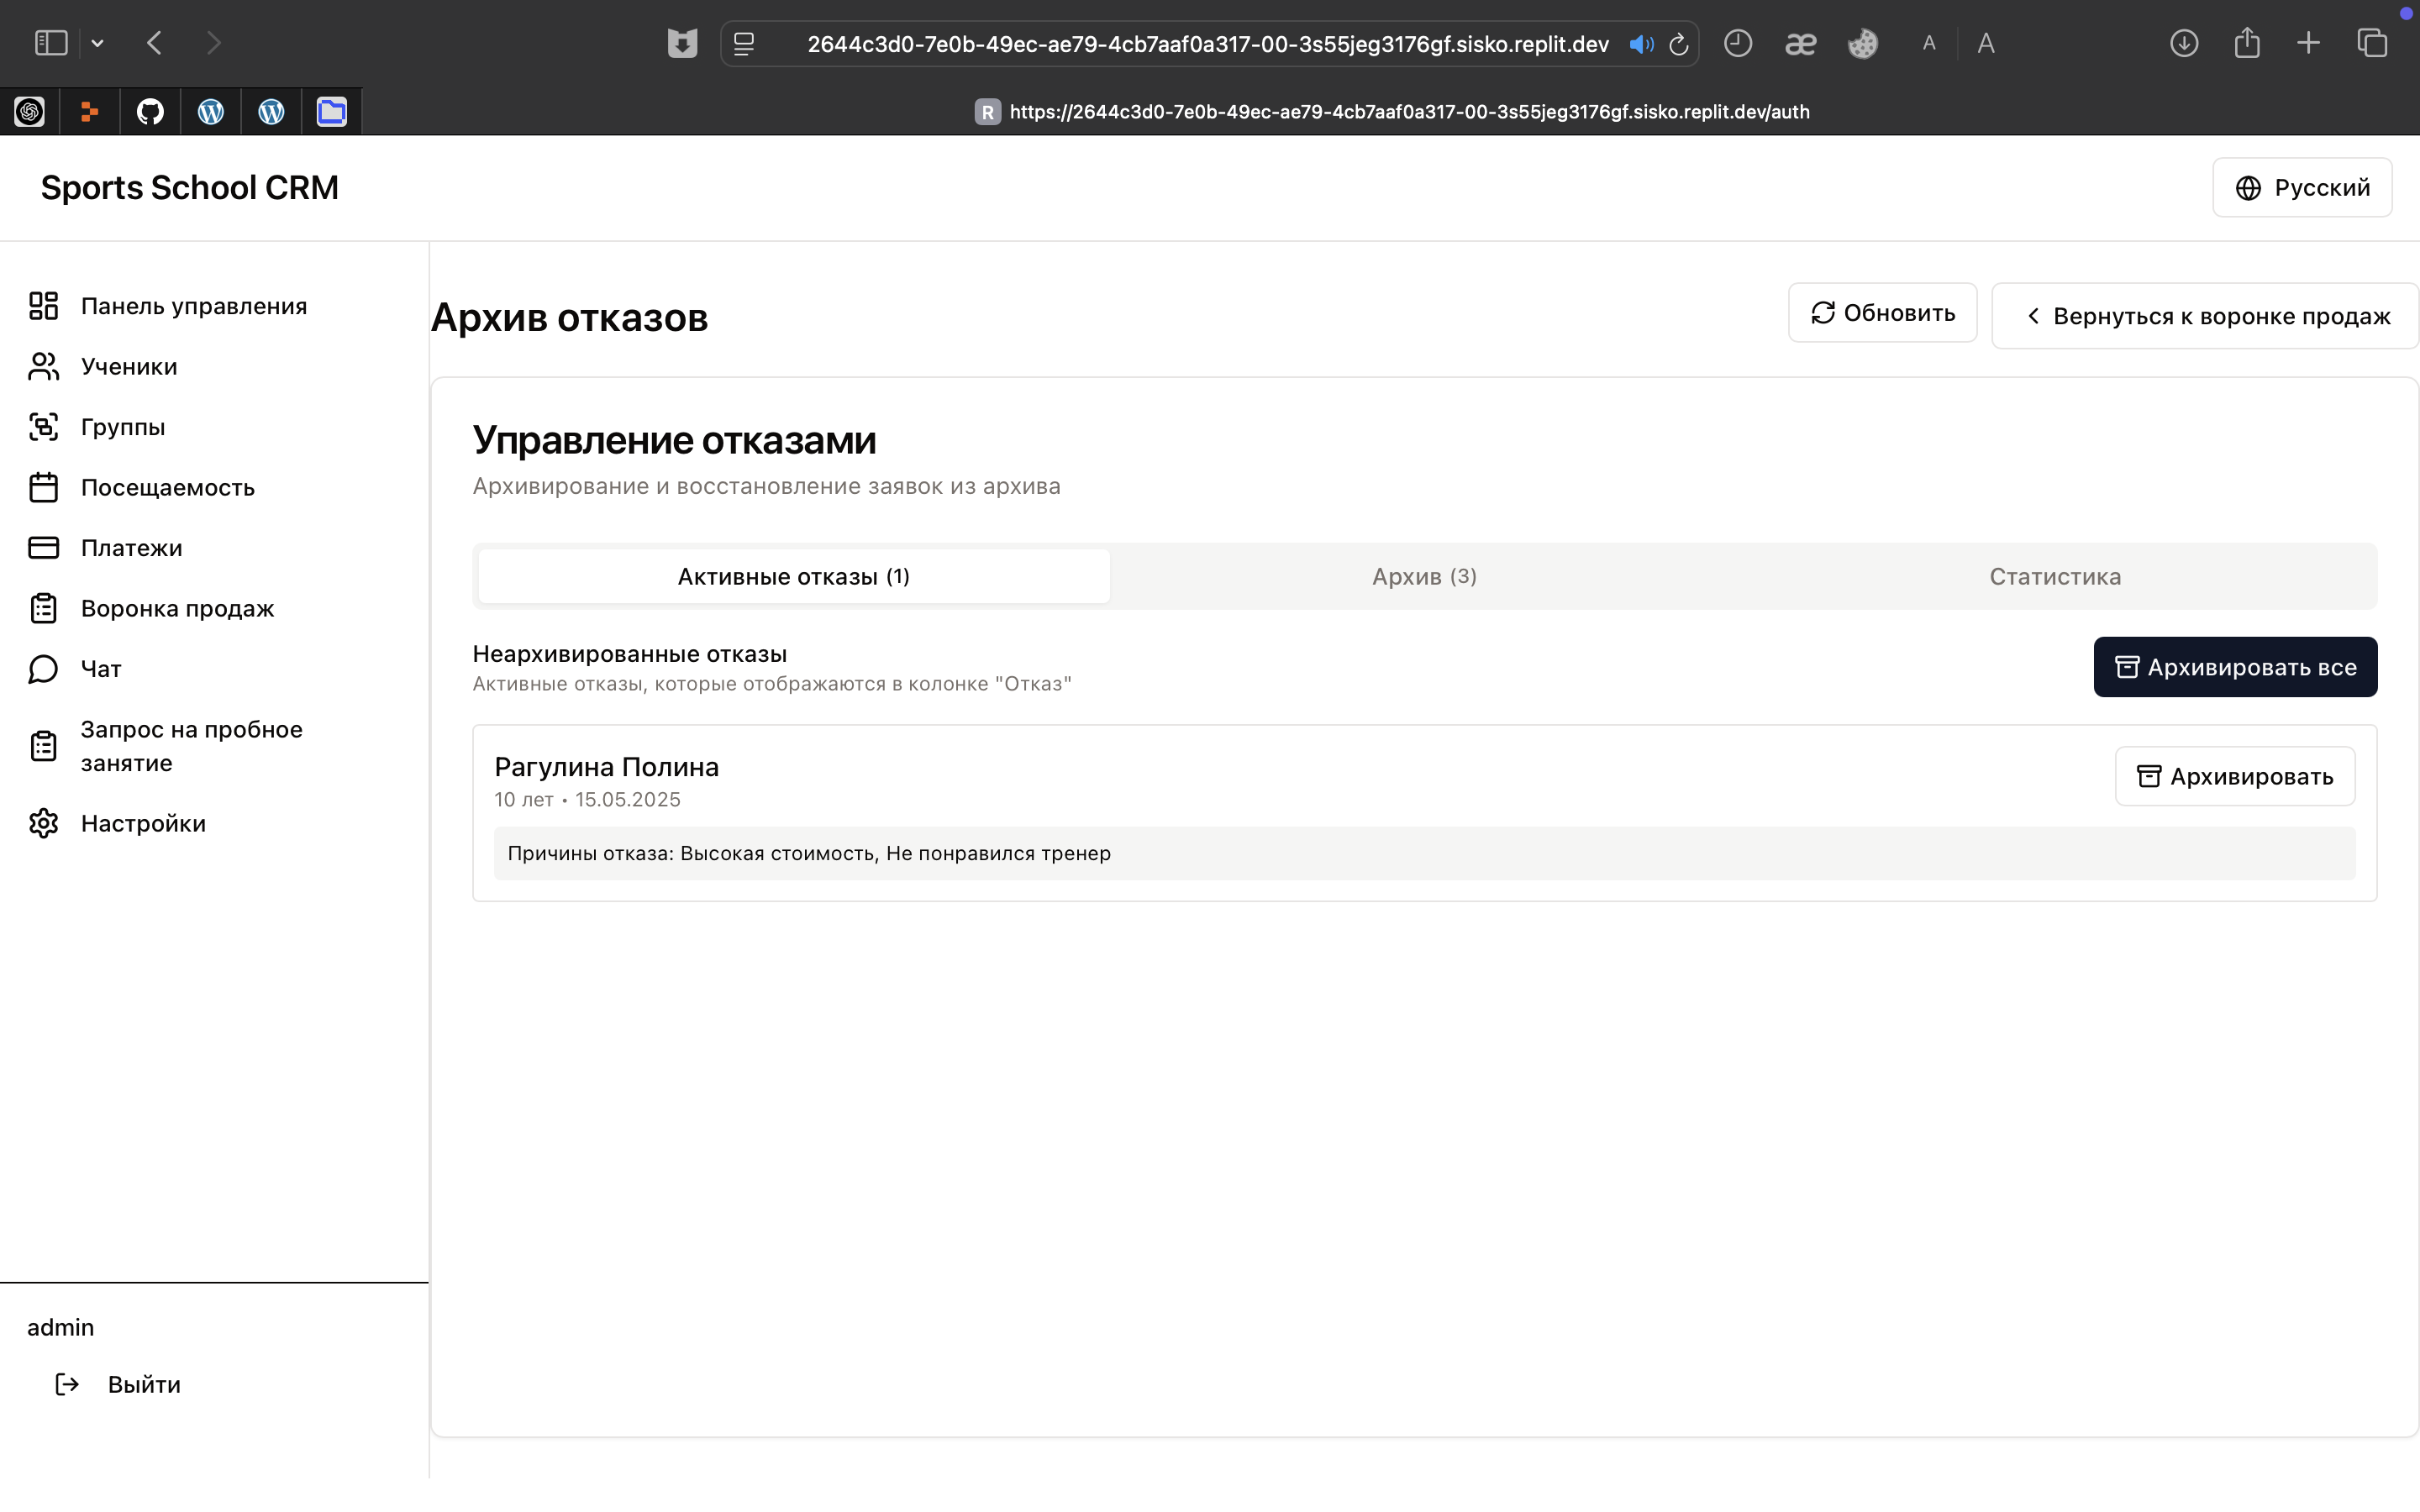 2644c3d0-7e0b-49ec-ae79-4cb7aaf0a317-00-3s55jeg3176gf.sisko.replit.dev
æ
A
A
R https://2644c3d0-7e0b-49ec-ae79-4cb7aaf0a317-00-3s55jeg3176gf.sisko.replit.dev/auth
Sports School CRM
Русский
Панель управления
Ученики
Группы
Посещаемость
Платежи
Воронка продаж
Чат
Запрос на пробное
занятие
Настройки
admin
Выйти
Архив отказов
Обновить
Вернуться к воронке продаж
Управление отказами
Архивирование и восстановление заявок из архива
Активные отказы (1)
Архив (3)
Статистика
Неархивированные отказы
Активные отказы, которые отображаются в колонке "Отказ"
Архивировать все
Рагулина Полина
10 лет • 15.05.2025
Архивировать
Причины отказа: Высокая стоимость, Не понравился тренер